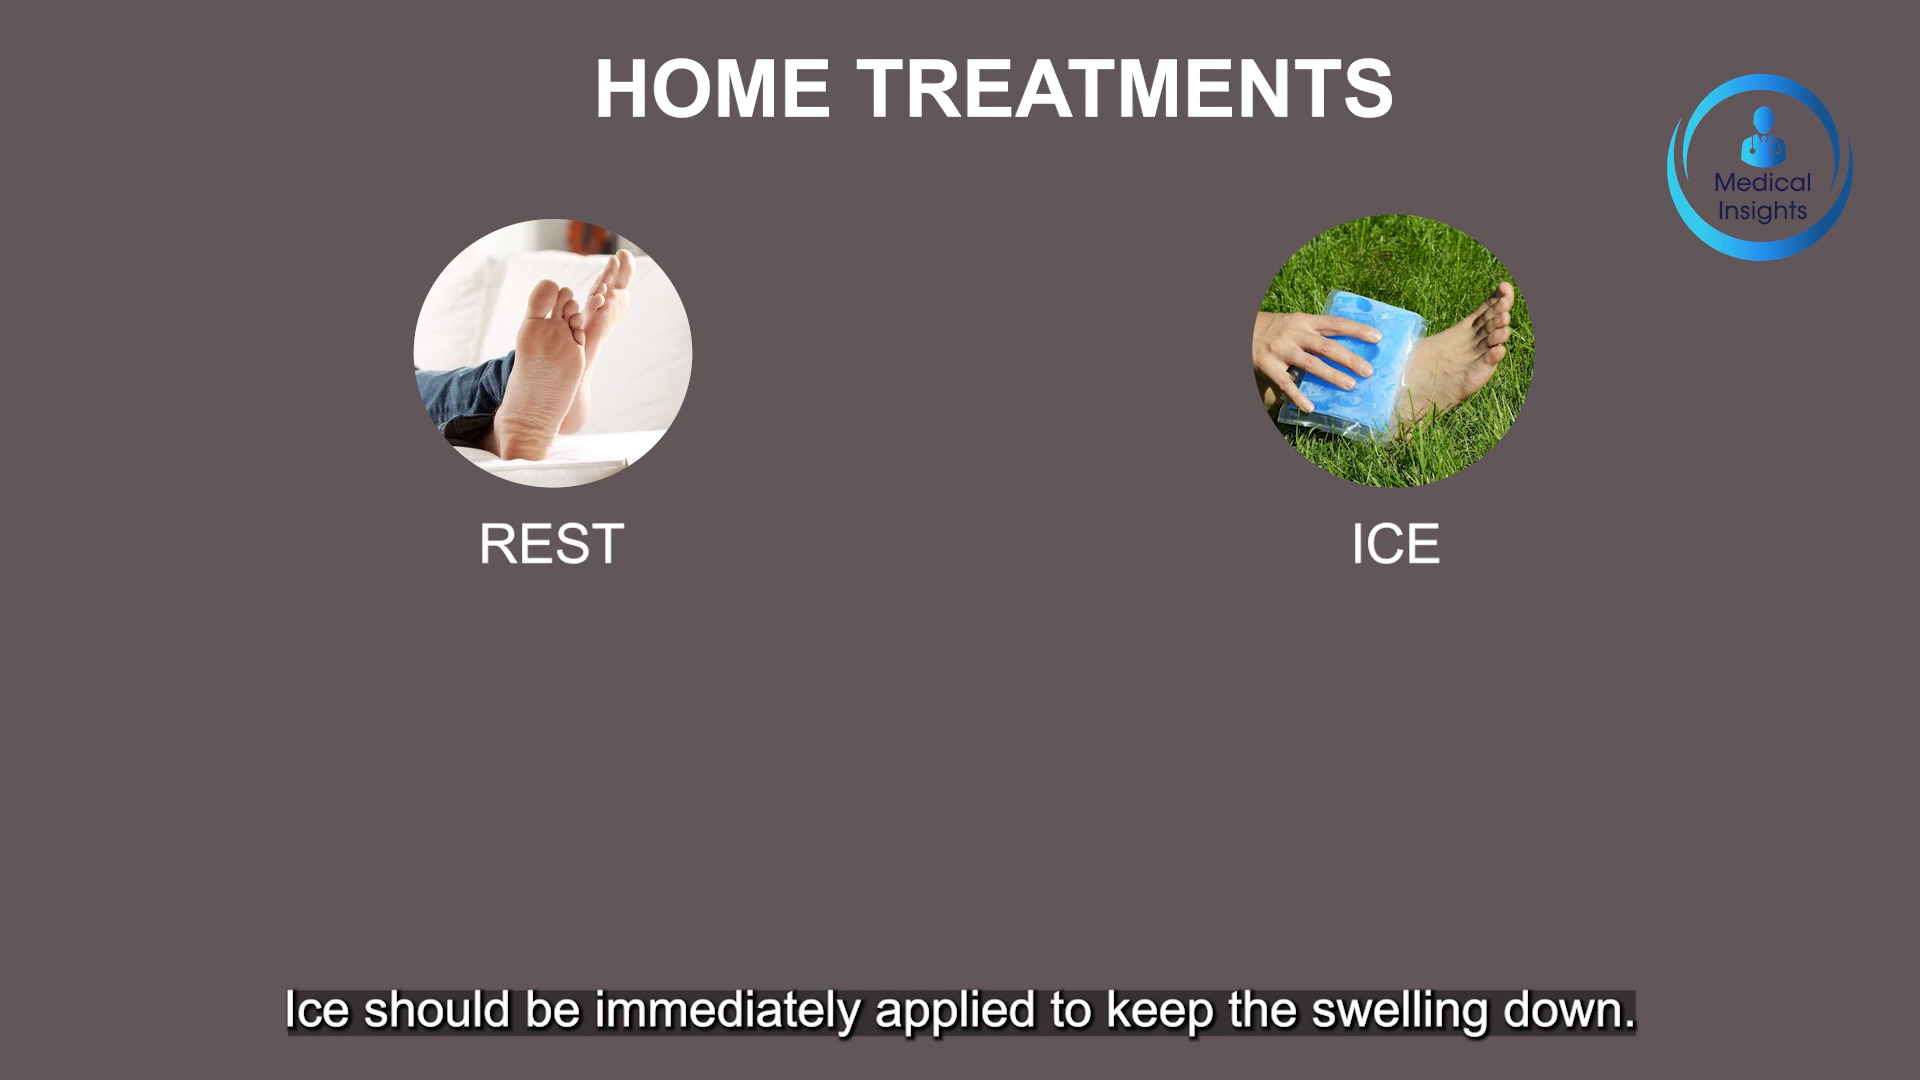 HOME TREATMENTS
Medical
Insights
REST
ICE
Ice should be immediately applied to keep the swelling down.